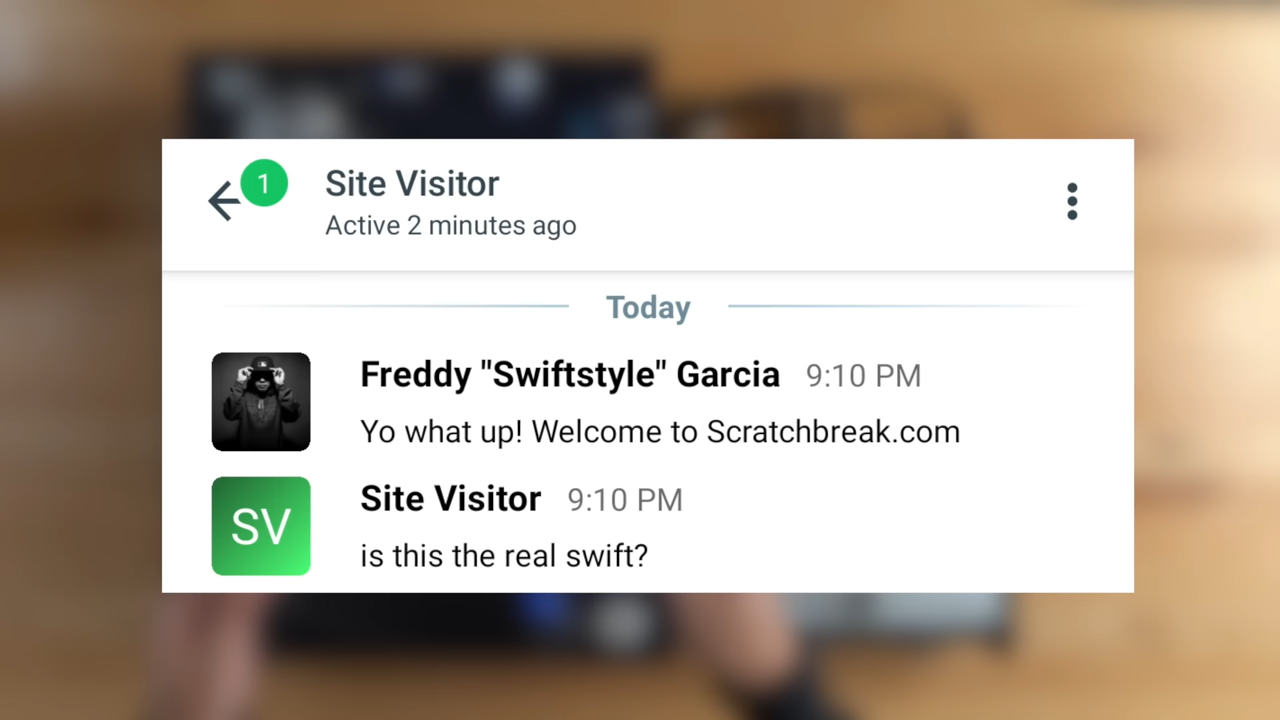 1
Site Visitor
Active 2 minutes ago
Today
Freddy "Swiftstyle" Garcia 9:10 PM
Yo what up! Welcome to Scratchbreak.com
SV
Site Visitor 9:10 PM
is this the real swift?